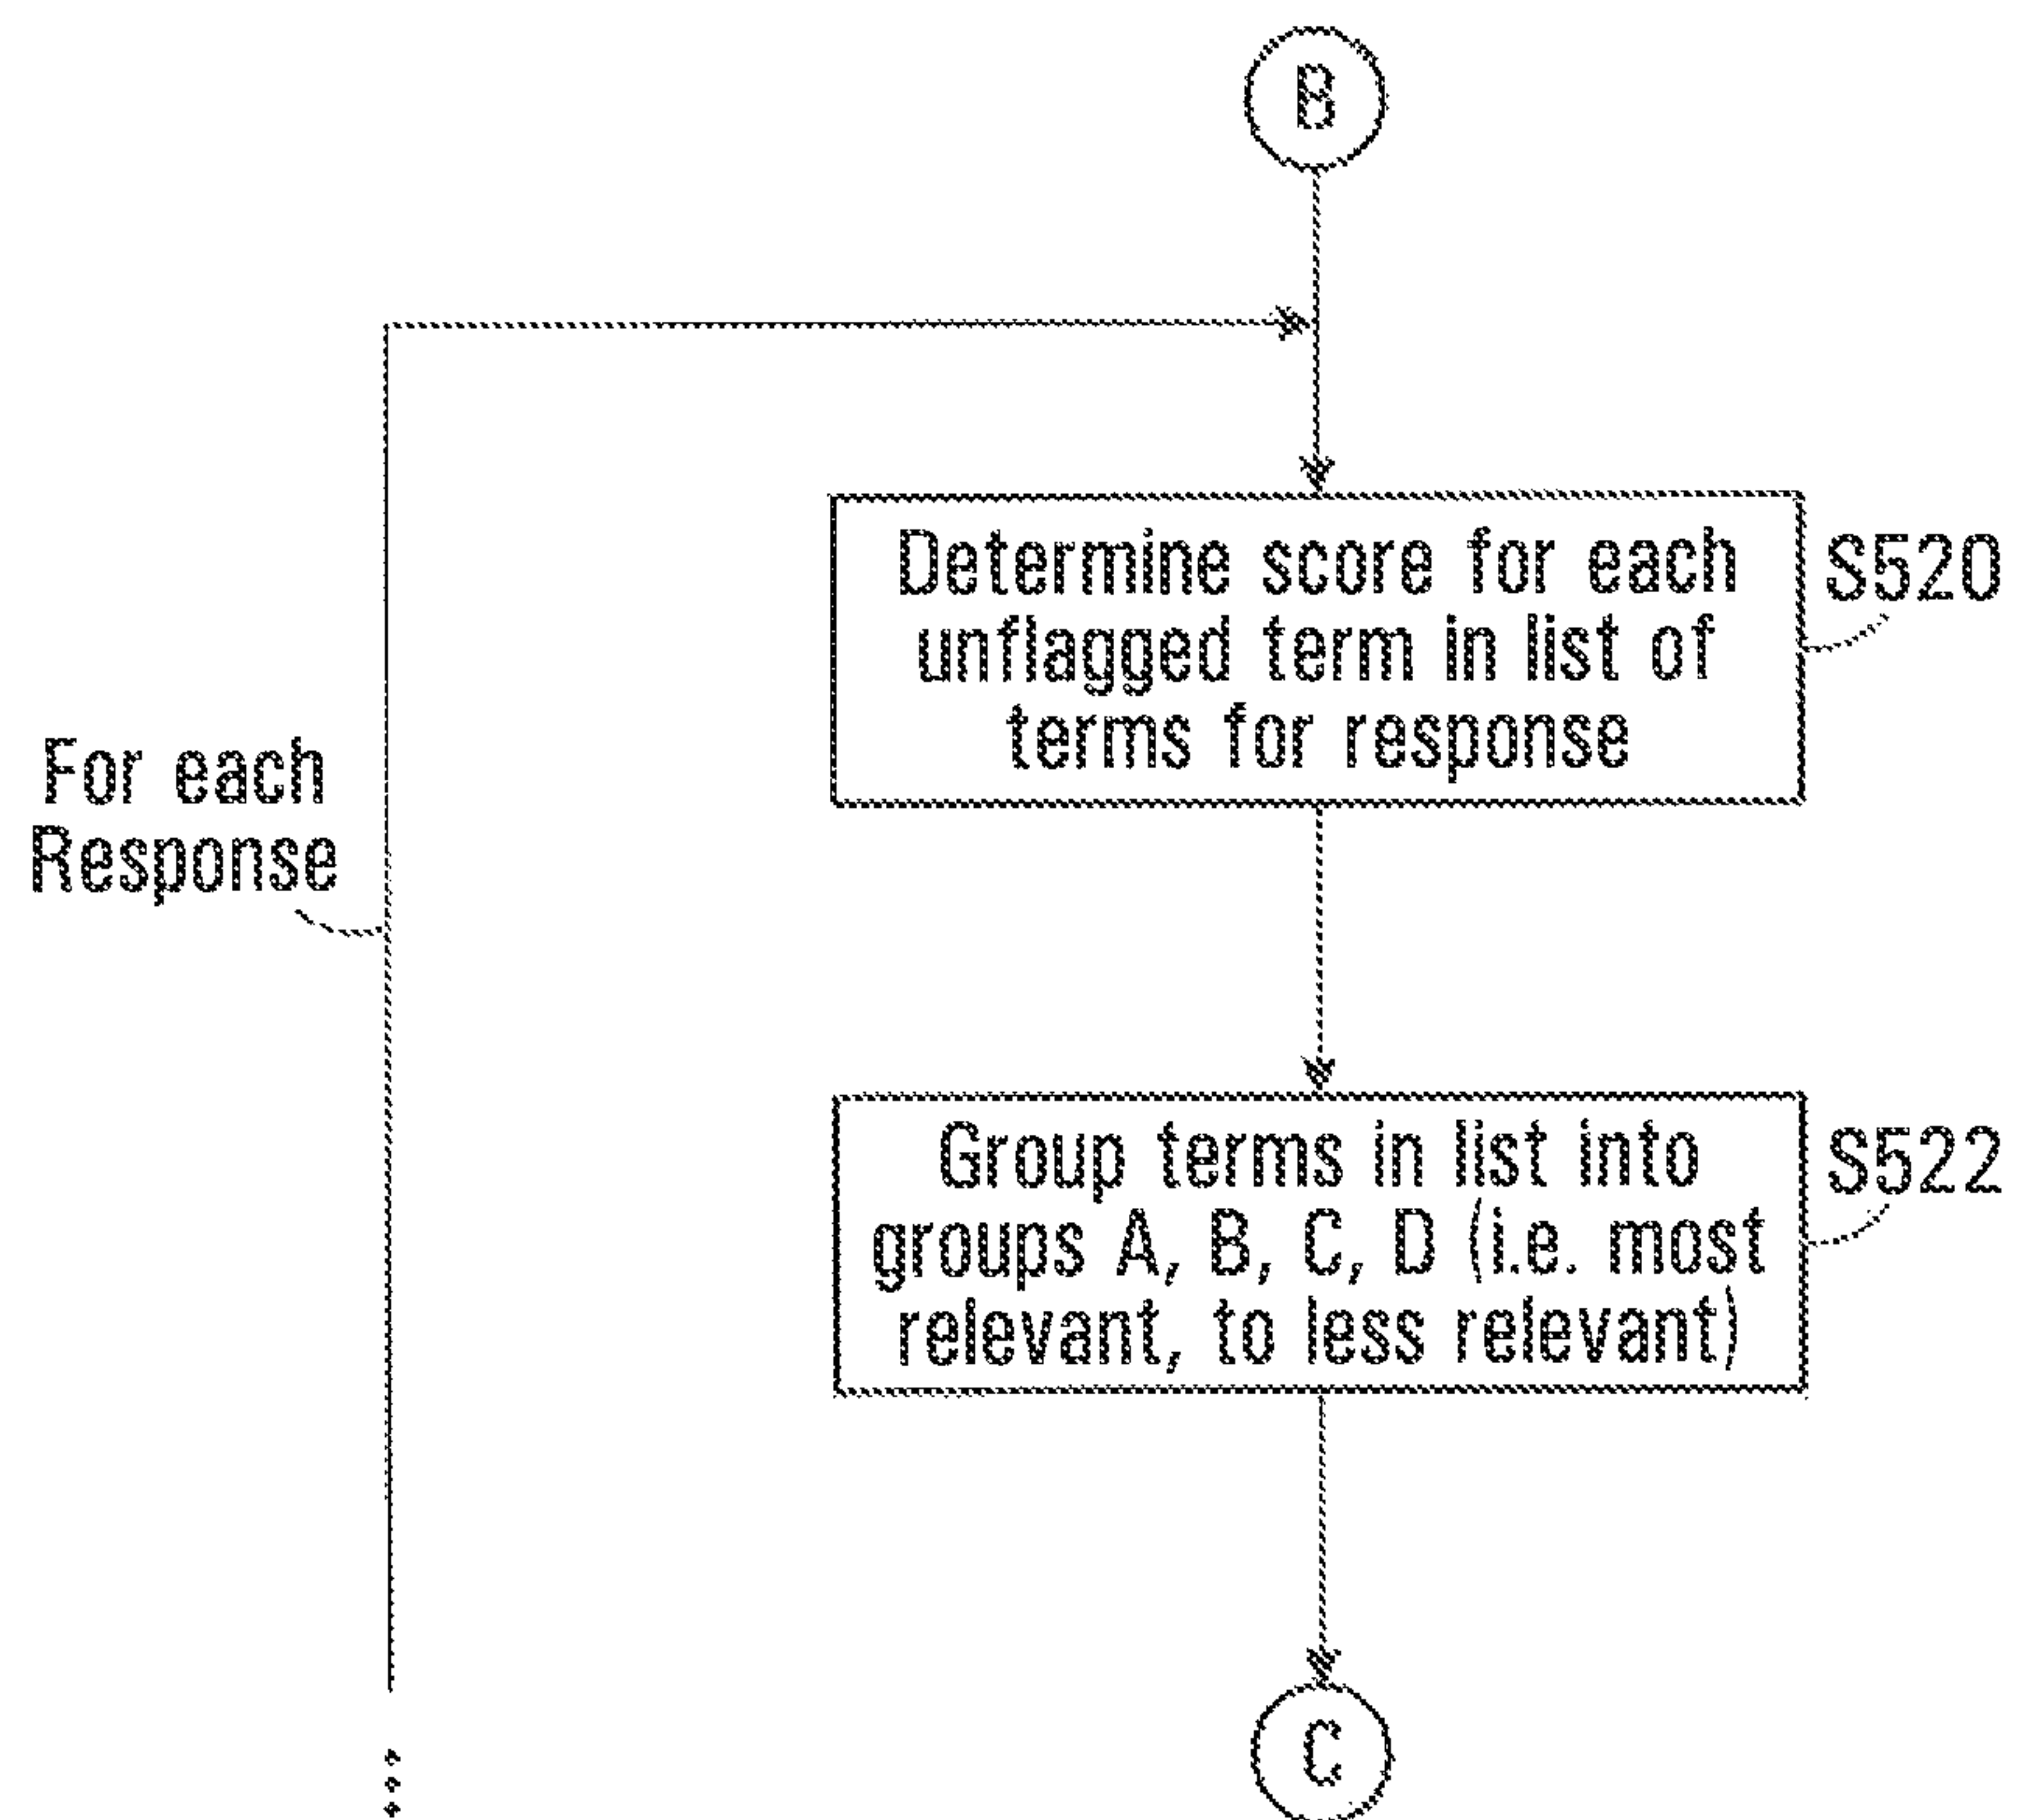 B
Determine score for each
unflagged term in list of
terms for response
S520
For each
Response
Group terms in list into
groups A, B, C, D (i.e. most
relevant, to less relevant)
S522
C